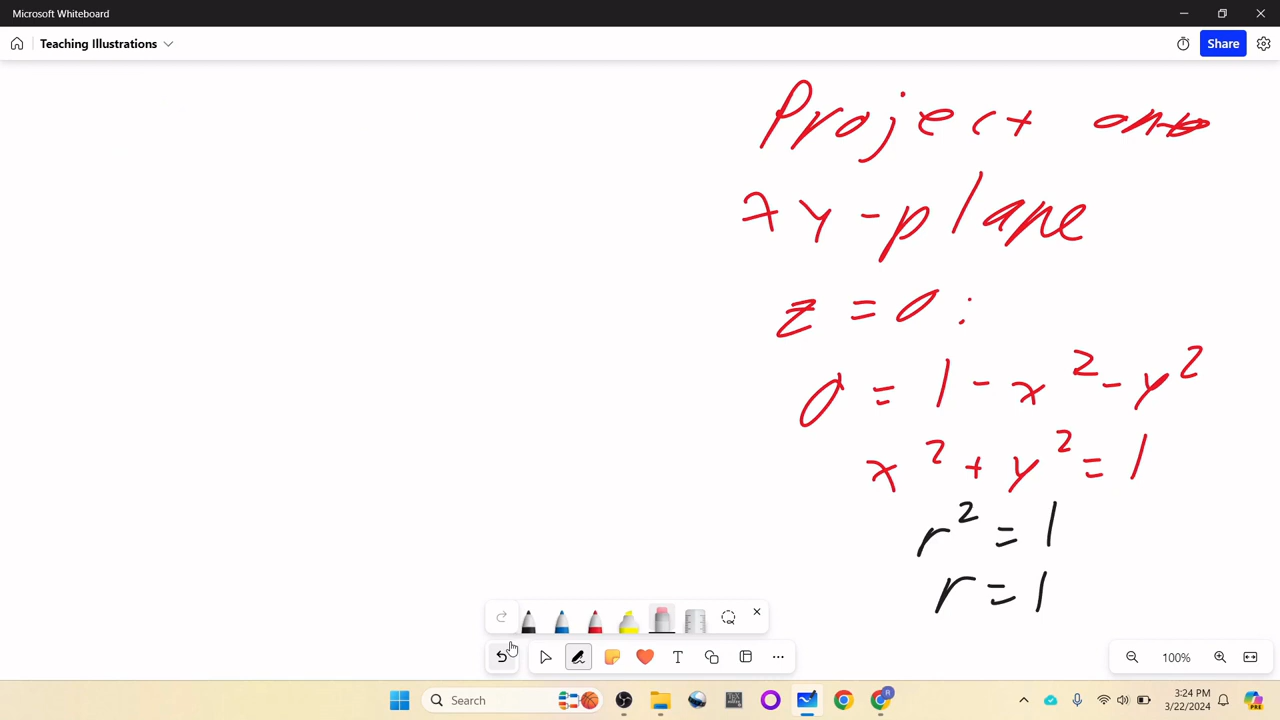 Microsoft Whiteboard
Teaching Illustrations
Share
Project onto
xy-plane
z = 0 :
0 = 1 - x² - y²
x² + y² = 1
r² = 1
r = 1
100%
Search
3:24 PM
3/22/2024